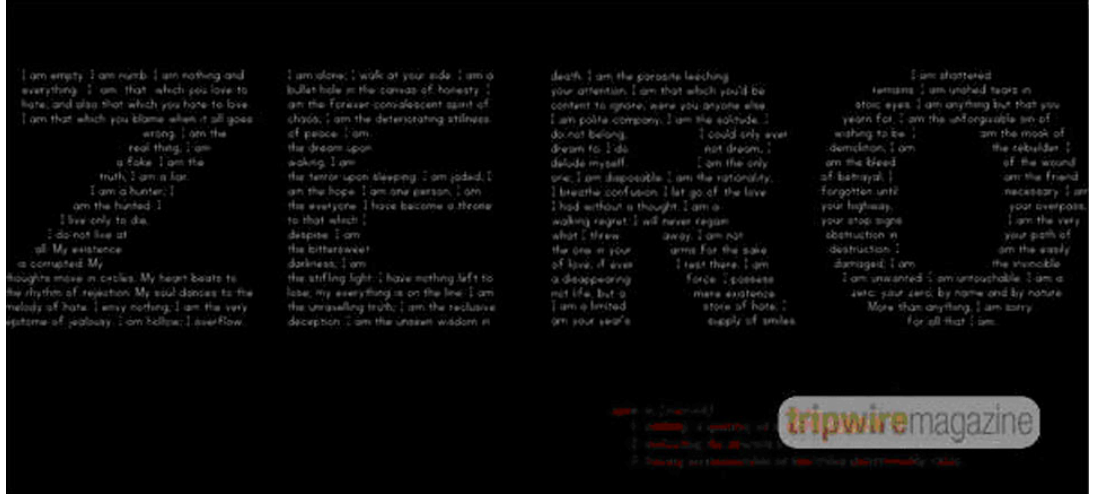 I am empty. I am numb. I am nothing and
everything. I am that which you love to
hate, and also that which you hate to love.
I am that which you blame when it all goes
wrong. I am the
real thing, I am
a fake. I am the
truth, I am a liar.
I am a hunter; I
am the hunted. I
I live only to die,
I do not live at
all. My existence
a corrupted. My
thoughts move in circles. My heart beats to
the rhythm of rejection. My soul dances to the
melody of hate. I envy nothing; I am the very
epitome of jealousy. I am hollow; I overflow.
I am alone; I walk at your side. I am a
bullet hole in the canvas of honesty. I
am the forever-convalescent spirit of
chaos, I am the deteriorating stillness
of peace. I am
the dream upon
waking, I am
the terror upon sleeping. I am jaded, I
am the hope. I am one person, I am
the everyone. I have become a throne
to that which I
despise. I am
the bittersweet
darkness; I am
the stifling light. I have nothing left to
lose; my everything is on the line. I am
the unravelling truth; I am the reclusive
deception. I am the unseen wisdom in
death. I am the parasite leeching
your attention. I am that which you'd be
content to ignore, were you anyone else.
I am polite company, I am the solitude. I
do not belong, I could only ever
dream to. I do not dream, I
delude myself. I am the only
one; I am disposable. I am the rationality,
I breathe confusion. I let go of the love
I had without a thought. I am a
walking regret. I will never regain
what I threw away. I am not
the one in your arms for the sake
of love, if ever I rest there. I am
a disappearing force. I possess
not life, but a mere existence.
I am a limited store of hate, I
am your year's supply of smiles.
I am shattered
remains. I am unshed tears in
stoic eyes. I am anything but that you
yearn for. I am the unforgivable sin of
wishing to be. I am the mask of
demolition, I am the rebuilder. I
am the bleed of the wound
of betrayal, I am the friend
forgotten until necessary. I am
your highway, your overpass,
your stop signs. I am the very
obstruction in your path of
destruction. I am the easily
damaged, I am the invincible.
I am unwanted. I am untouchable. I am a
zero; your zero; by name and by nature.
More than anything, I am sorry
for all that I am.
tripwiremagazine